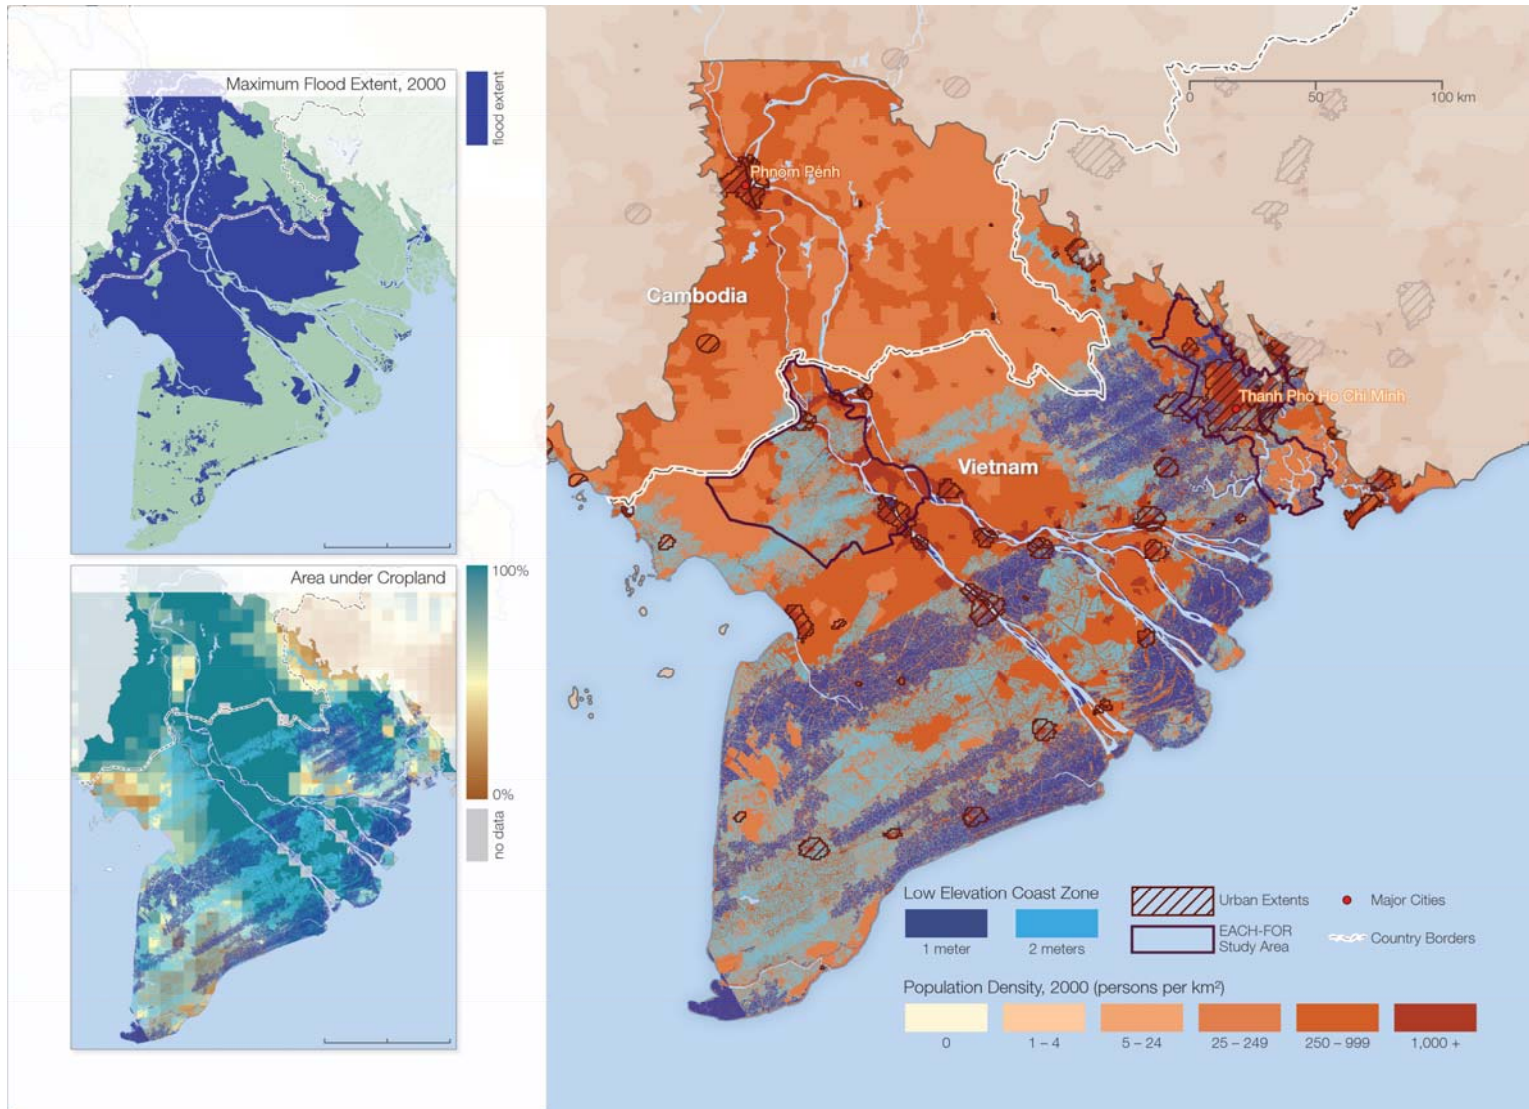 Maximum Flood Extent, 2000
flood extent
Area under Cropland
100%
0%
no data
0
50
100 km
Phnom Pênh
Cambodia
Thanh Pho Ho Chi Minh
Vietnam
Low Elevation Coast Zone
1 meter
2 meters
Urban Extents
Major Cities
EACH-FOR
Study Area
Country Borders
Population Density, 2000 (persons per km²)
0
1 – 4
5 – 24
25 – 249
250 – 999
1,000 +